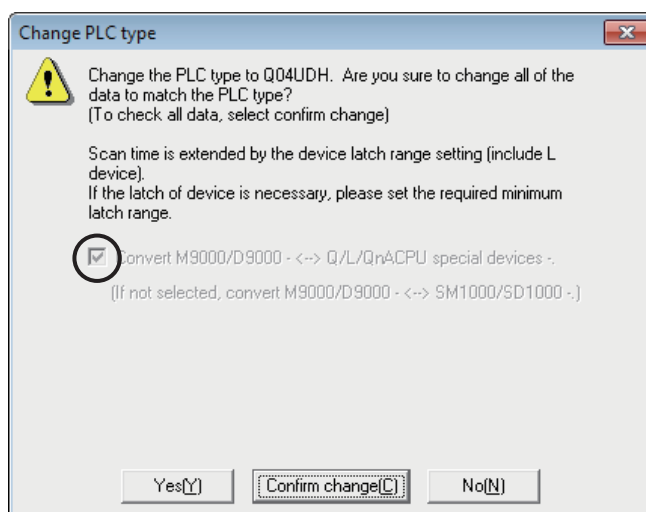 Change PLC type
Change the PLC type to Q04UDH. Are you sure to change all of the
data to match the PLC type?
(To check all data, select confirm change)
Scan time is extended by the device latch range setting (include L
device).
If the latch of device is necessary, please set the required minimum
latch range.
Convert M9000/D9000 - <--> Q/L/QnACPU special devices -.
(If not selected, convert M9000/D9000 - <--> SM1000/SD1000 -.)
Yes(Y) Confirm change(C) No(N)